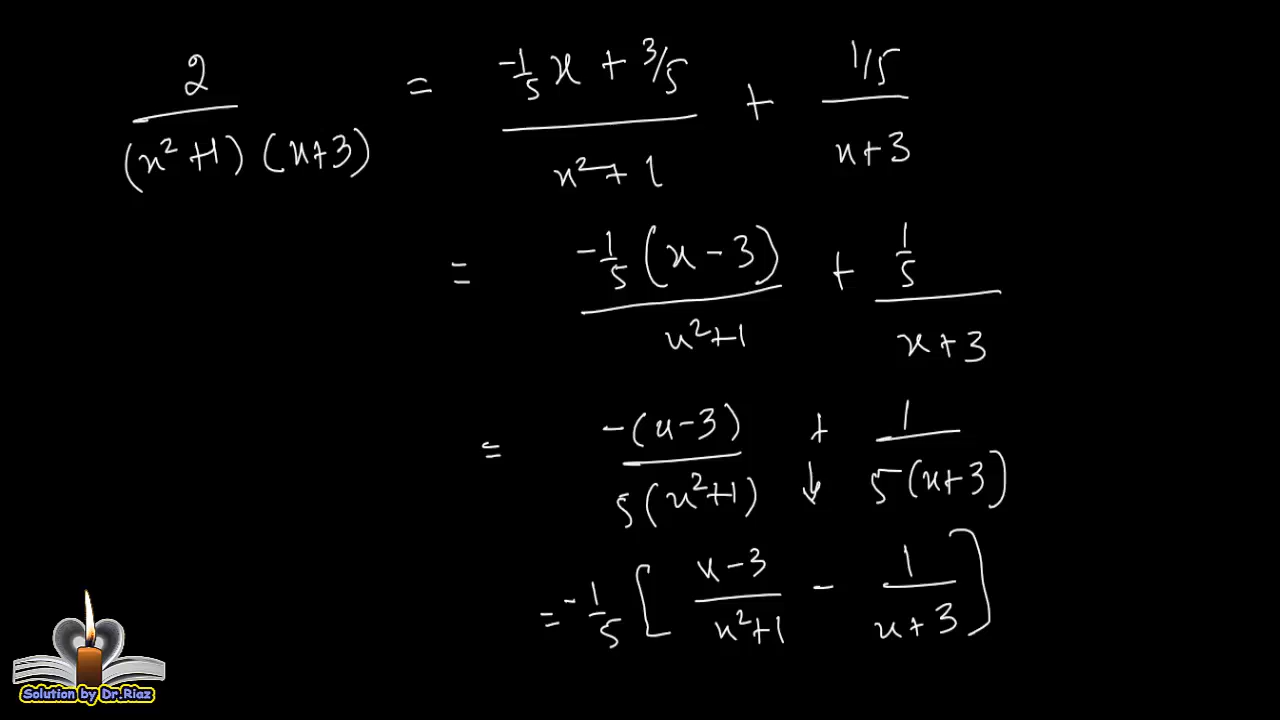 2/((x²+1)(x+3)) = (-1/5 x + 3/5)/(x²+1) + (1/5)/(x+3)
= (-1/5 (x-3))/(x²+1) + (1/5)/(x+3)
= -(x-3)/(5(x²+1)) + 1/(5(x+3))
↓
= -1/5 [(x-3)/(x²+1) - 1/(x+3)]
Solution by Dr.Riaz